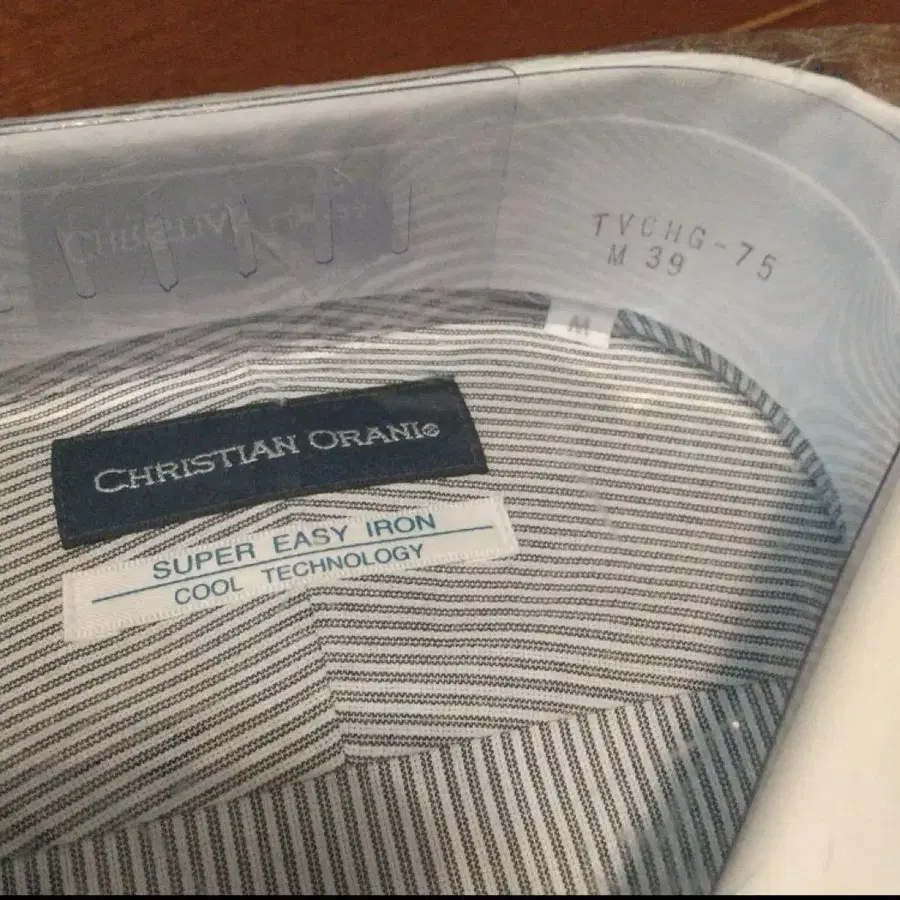 TVCHG-75
M 39
M
CHRISTIAN ORANI®
SUPER EASY IRON
COOL TECHNOLOGY